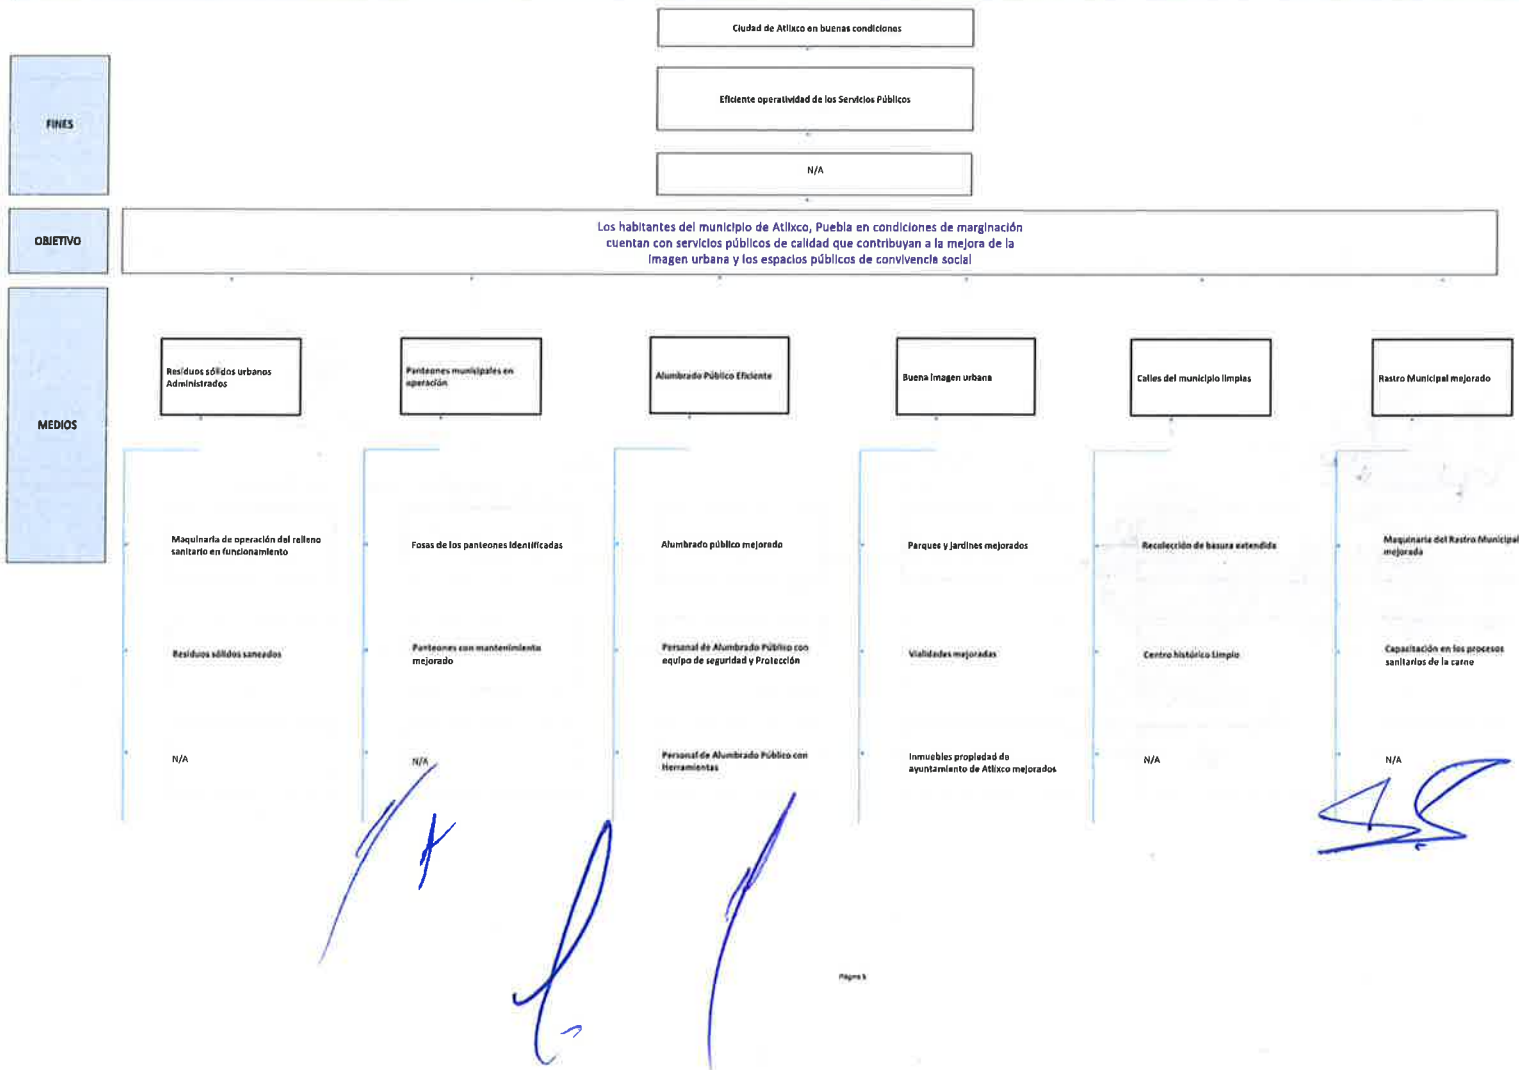 Ciudad de Atlixco en buenas condiciones
FINES
Eficiente operatividad de los Servicios Públicos
N/A
OBJETIVO
Los habitantes del municipio de Atlixco, Puebla en condiciones de marginación
cuentan con servicios públicos de calidad que contribuyan a la mejora de la
imagen urbana y los espacios públicos de convivencia social
MEDIOS
Residuos sólidos urbanos
Administrados
Panteones municipales en
operación
Alumbrado Público Eficiente
Buena imagen urbana
Calles del municipio limpias
Rastro Municipal mejorado
Maquinaria de operación del relleno
sanitario en funcionamiento
Fosas de los panteones identificadas
Alumbrado público mejorado
Parques y jardines mejorados
Recolección de basura extendida
Maquinaria del Rastro Municipal
mejorada
Residuos sólidos saneados
Panteones con mantenimiento
mejorado
Personal de Alumbrado Público con
equipo de seguridad y Protección
Vialidades mejoradas
Centro histórico Limpio
Capacitación en los procesos
sanitarios de la carne
N/A
N/A
Personal de Alumbrado Público con
Herramientas
Inmuebles propiedad de
ayuntamiento de Atlixco mejorados
N/A
N/A